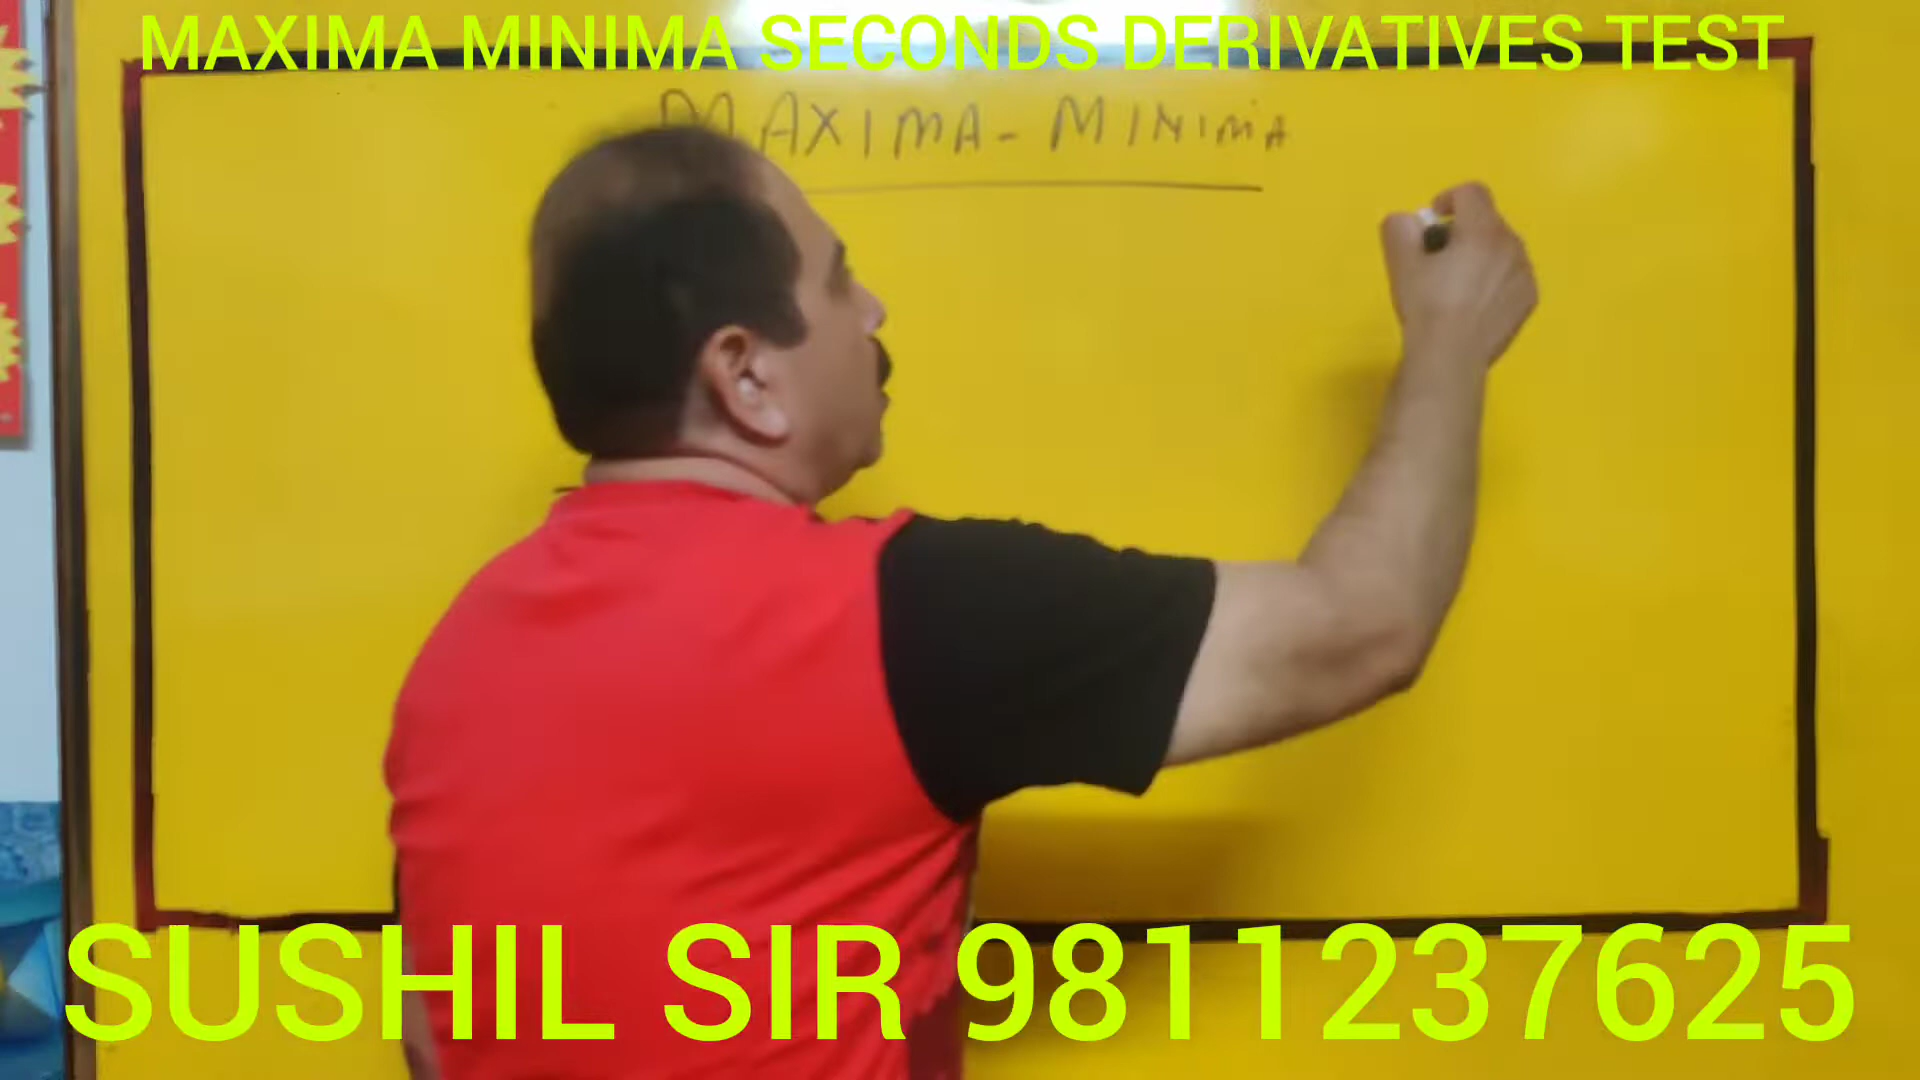 MAXIMA MINIMA SECONDS DERIVATIVES TEST
MAXIMA - MINIMA
SUSHIL SIR 9811237625